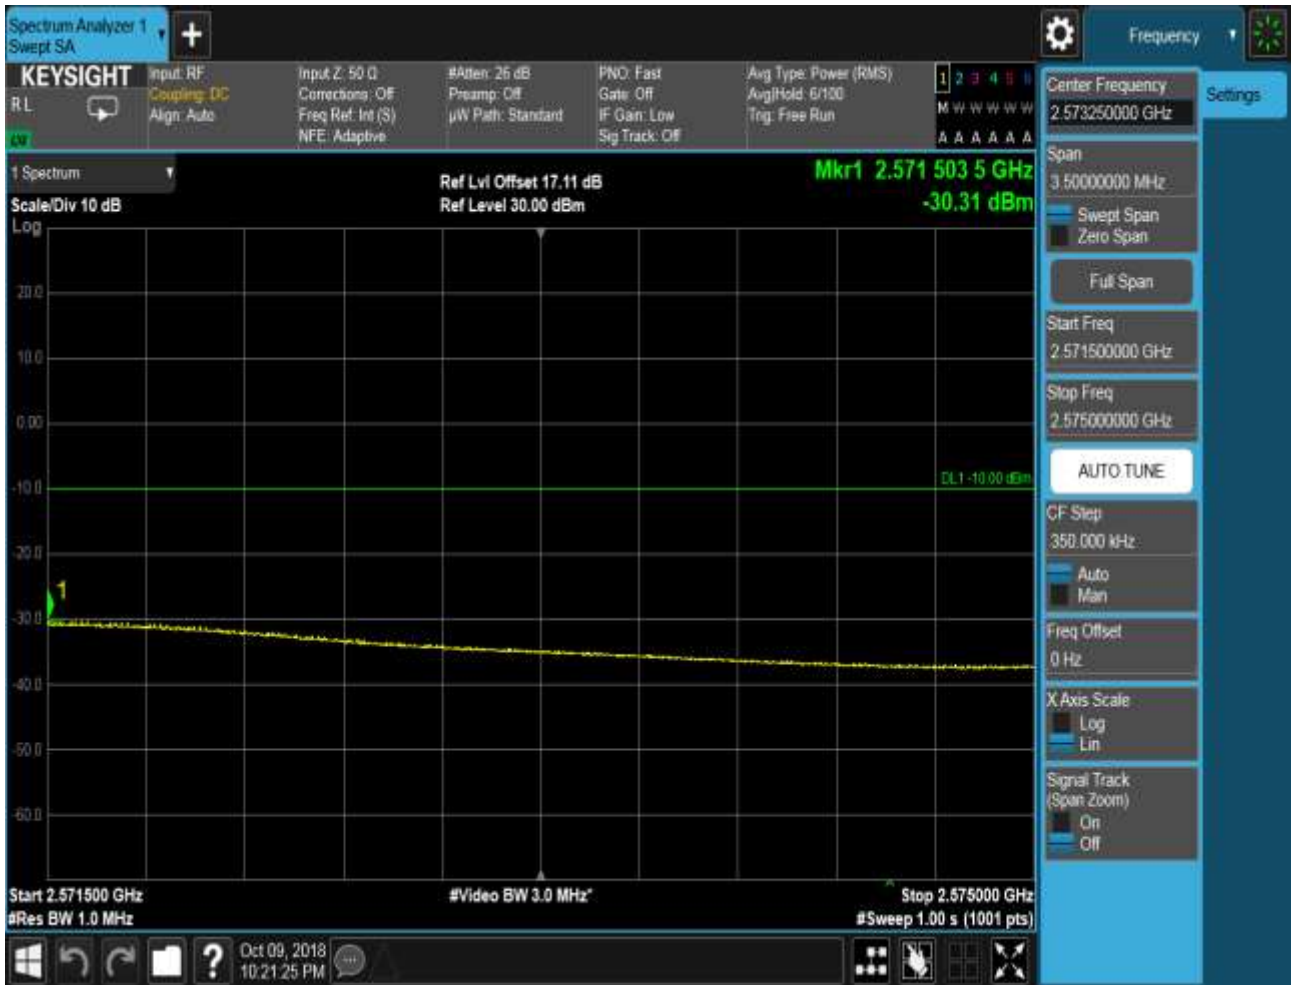 Spectrum Analyzer 1
Swept SA
+
Frequency
KEYSIGHT
RL
Input: RF
Coupling: DC
Align: Auto
Input Z: 50 Ω
Corrections: Off
Freq Ref: Int (S)
NFE: Adaptive
#Atten: 26 dB
Preamp: Off
µW Path: Standard
PNO: Fast
Gate: Off
IF Gain: Low
Sig Track: Off
Avg Type: Power (RMS)
Avg|Hold: 6/100
Trig: Free Run
1 2 3 4 5 6
M W W W W W
A A A A A A
1 Spectrum
Scale/Div 10 dB
Log
Ref Lvl Offset 17.11 dB
Ref Level 30.00 dBm
Mkr1 2.571 503 5 GHz
-30.31 dBm
20.0
10.0
0.00
-10.0
-20.0
-30.0
-40.0
-50.0
-60.0
DL1 -10.00 dBm
1
Start 2.571500 GHz
#Res BW 1.0 MHz
#Video BW 3.0 MHz*
Stop 2.575000 GHz
#Sweep 1.00 s (1001 pts)
?
Oct 09, 2018
10:21:25 PM
Center Frequency
2.573250000 GHz
Settings
Span
3.50000000 MHz
Swept Span
Zero Span
Full Span
Start Freq
2.571500000 GHz
Stop Freq
2.575000000 GHz
AUTO TUNE
CF Step
350.000 kHz
Auto
Man
Freq Offset
0 Hz
X Axis Scale
Log
Lin
Signal Track
(Span Zoom)
On
Off